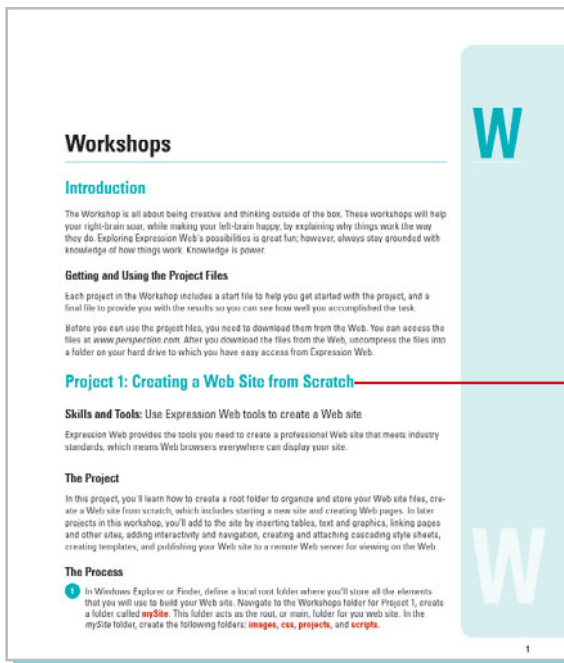 W
Workshops
Introduction
The Workshop is all about being creative and thinking outside of the box. These workshops will help
your right-brain soar, while making your left-brain happy; by explaining why things work the way
they do. Exploring Expression Web's possibilities is great fun; however, always stay grounded with
knowledge of how things work. Knowledge is power.
Getting and Using the Project Files
Each project in the Workshop includes a start file to help you get started with the project, and a
final file to provide you with the results so you can see how well you accomplished the task.
Before you can use the project files, you need to download them from the Web. You can access the
files at www.perspection.com. After you download the files from the Web, uncompress the files into
a folder on your hard drive to which you have easy access from Expression Web.
Project 1: Creating a Web Site from Scratch
Skills and Tools: Use Expression Web tools to create a Web site
Expression Web provides the tools you need to create a professional Web site that meets industry
standards, which means Web browsers everywhere can display your site.
The Project
In this project, you'll learn how to create a root folder to organize and store your Web site files, cre-
ate a Web site from scratch, which includes starting a new site and creating Web pages. In later
projects in this workshop, you'll add to the site by inserting tables, text and graphics, linking pages
and other sites, adding interactivity and navigation, creating and attaching cascading style sheets,
creating templates, and publishing your Web site to a remote Web server for viewing on the Web.
The Process
1 In Windows Explorer or Finder, define a local root folder where you'll store all the elements
that you will use to build your Web site. Navigate to the Workshops folder for Project 1, create
a folder called mySite. This folder acts as the root, or main, folder for you web site. In the
mySite folder, create the following folders: images, css, projects, and scripts.
W
1